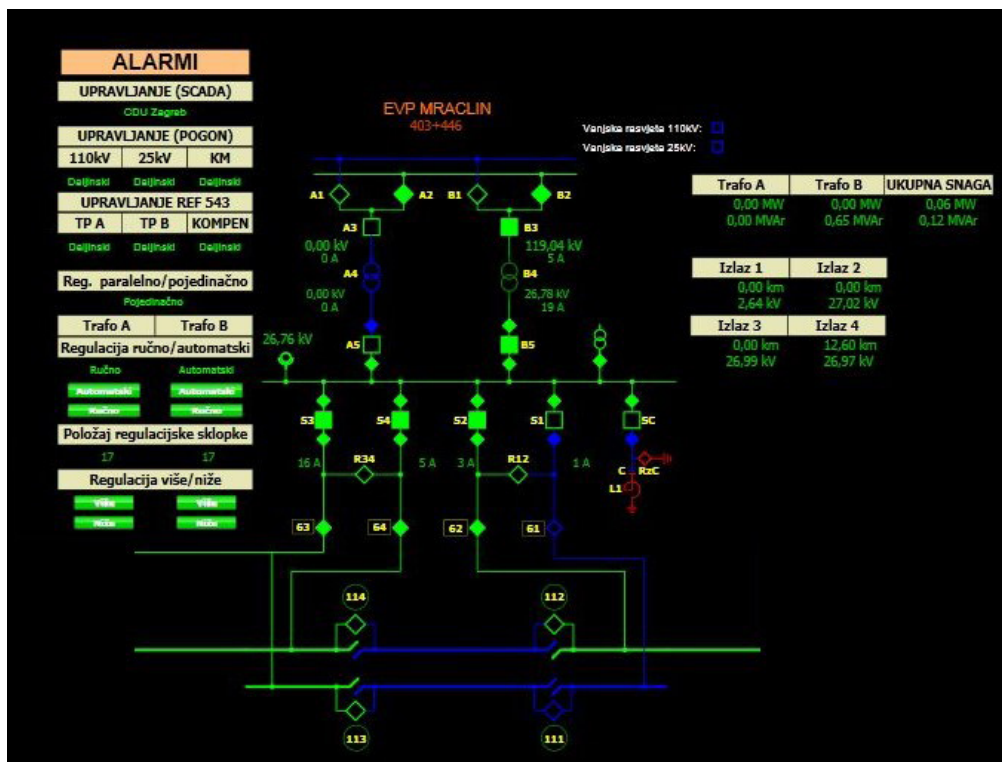 ALARMI
UPRAVLJANJE (SCADA)
CDU Zagreb
UPRAVLJANJE (POGON)
110kV 25kV KM
Daljinski Daljinski Daljinski
UPRAVLJANJE REF 543
TP A TP B KOMPEN
Daljinski Daljinski Daljinski
Reg. paralelno/pojedinačno
Pojedinačno
Trafo A Trafo B
Regulacija ručno/automatski
Ručno Automatski
Automatski Automatski
Ručno Ručno
Položaj regulacijske sklopke
17 17
Regulacija više/niže
Više Više
Niže Niže
EVP MRACLIN
403+446
Vanjska rasvjeta 110kV:
Vanjska rasvjeta 25kV:
A1 A2 B1 B2
A3 B3
0,00 kV 119,04 kV
0 A 5 A
A4 B4
0,00 kV 26,78 kV
0 A 19 A
26,76 kV A5 B5
S3 S4 S2 S1 SC
16 A R34 5 A 3 A R12 1 A
C RzC
L1
63 64 62 61
114 112
113 111
Trafo A Trafo B UKUPNA SNAGA
0,00 MW 0,00 MW 0,06 MW
0,00 MVAr 0,65 MVAr 0,12 MVAr
Izlaz 1 Izlaz 2
0,00 km 0,00 km
2,64 kV 27,02 kV
Izlaz 3 Izlaz 4
0,00 km 12,60 km
26,99 kV 26,97 kV